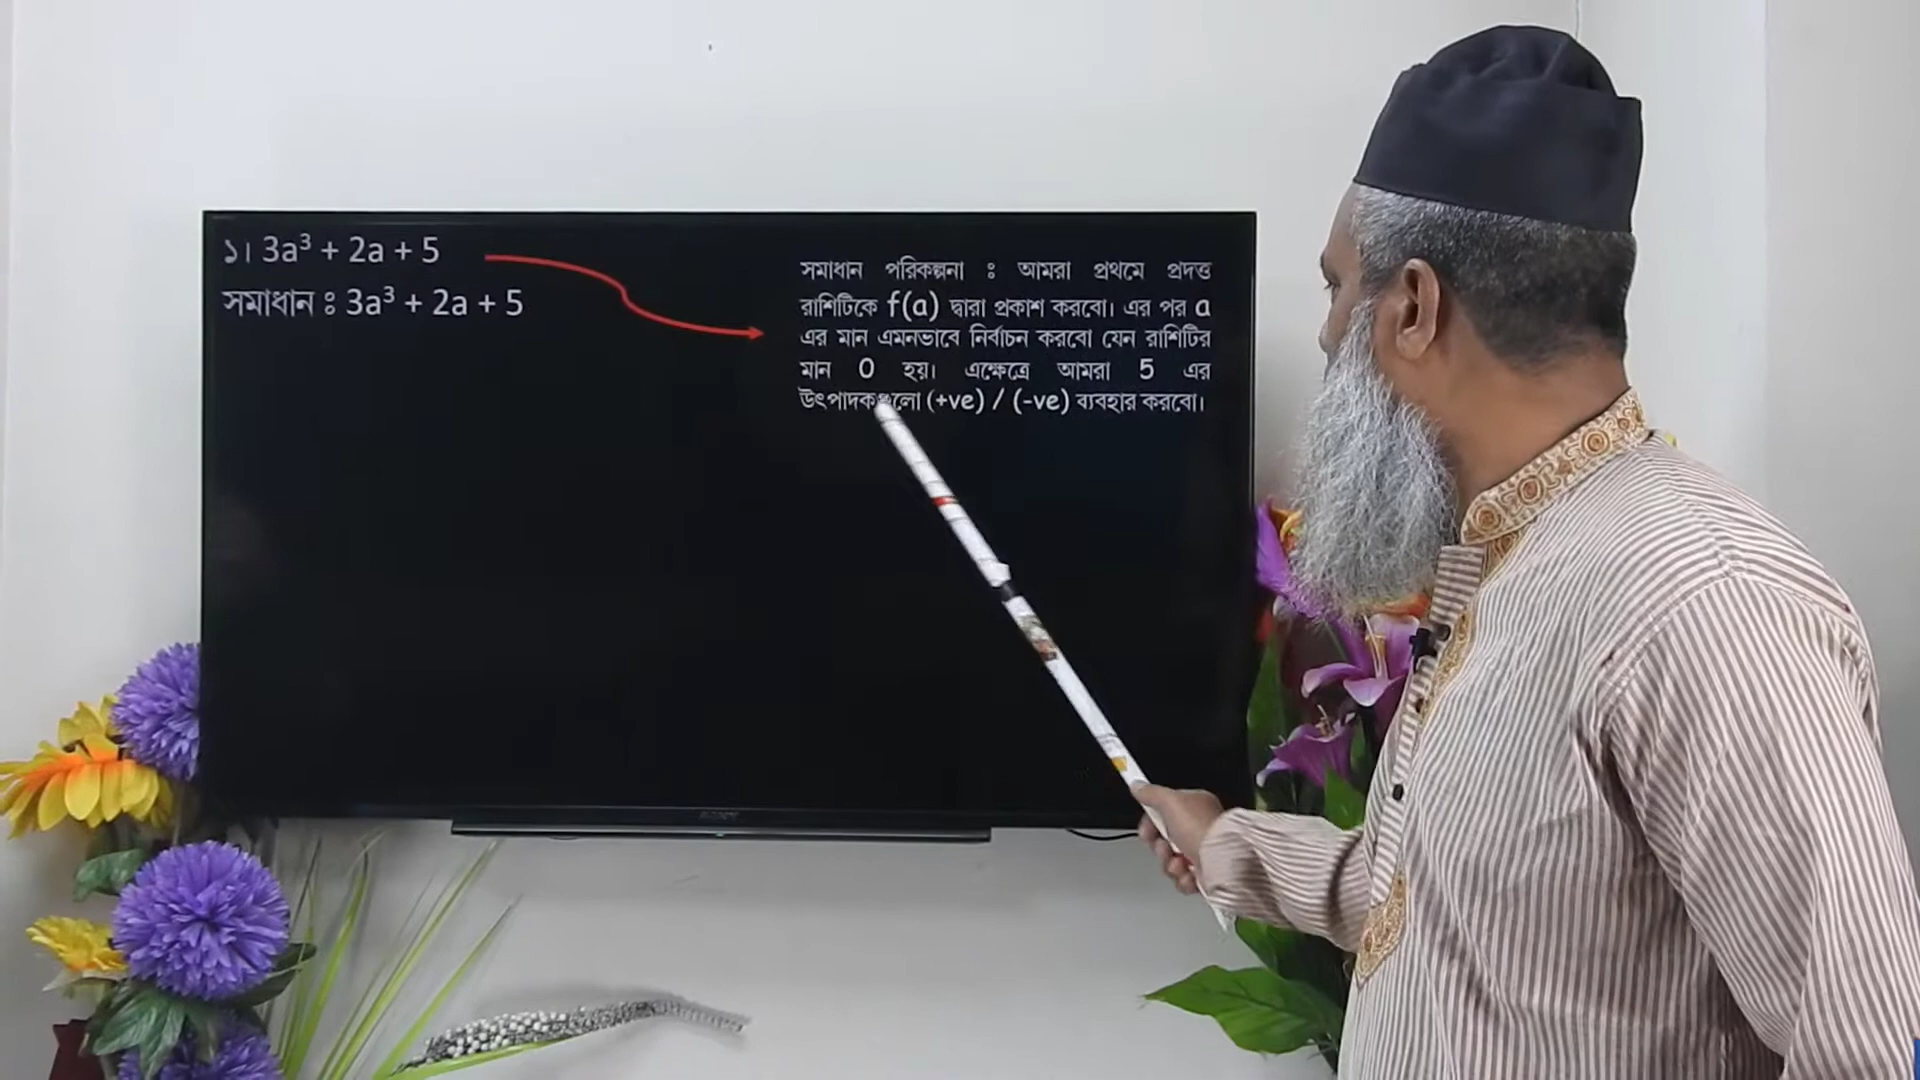 ১। 3a³ + 2a + 5
সমাধান ঃ 3a³ + 2a + 5
সমাধান পরিকল্পনা ঃ আমরা প্রথমে প্রদত্ত
রাশিটিকে f(a) দ্বারা প্রকাশ করবো। এর পর a
এর মান এমনভাবে নির্বাচন করবো যেন রাশিটির
মান 0 হয়। এক্ষেত্রে আমরা 5 এর
উৎপাদকগুলো (+ve) / (-ve) ব্যবহার করবো।
SONY